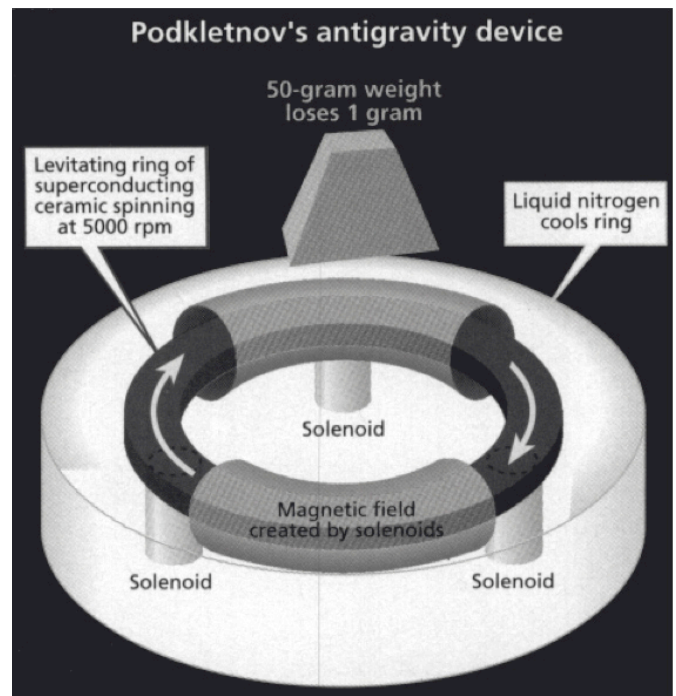 Podkletnov's antigravity device
50-gram weight
loses 1 gram
Levitating ring of
superconducting
ceramic spinning
at 5000 rpm
Liquid nitrogen
cools ring
Solenoid
Magnetic field
created by solenoids
Solenoid
Solenoid